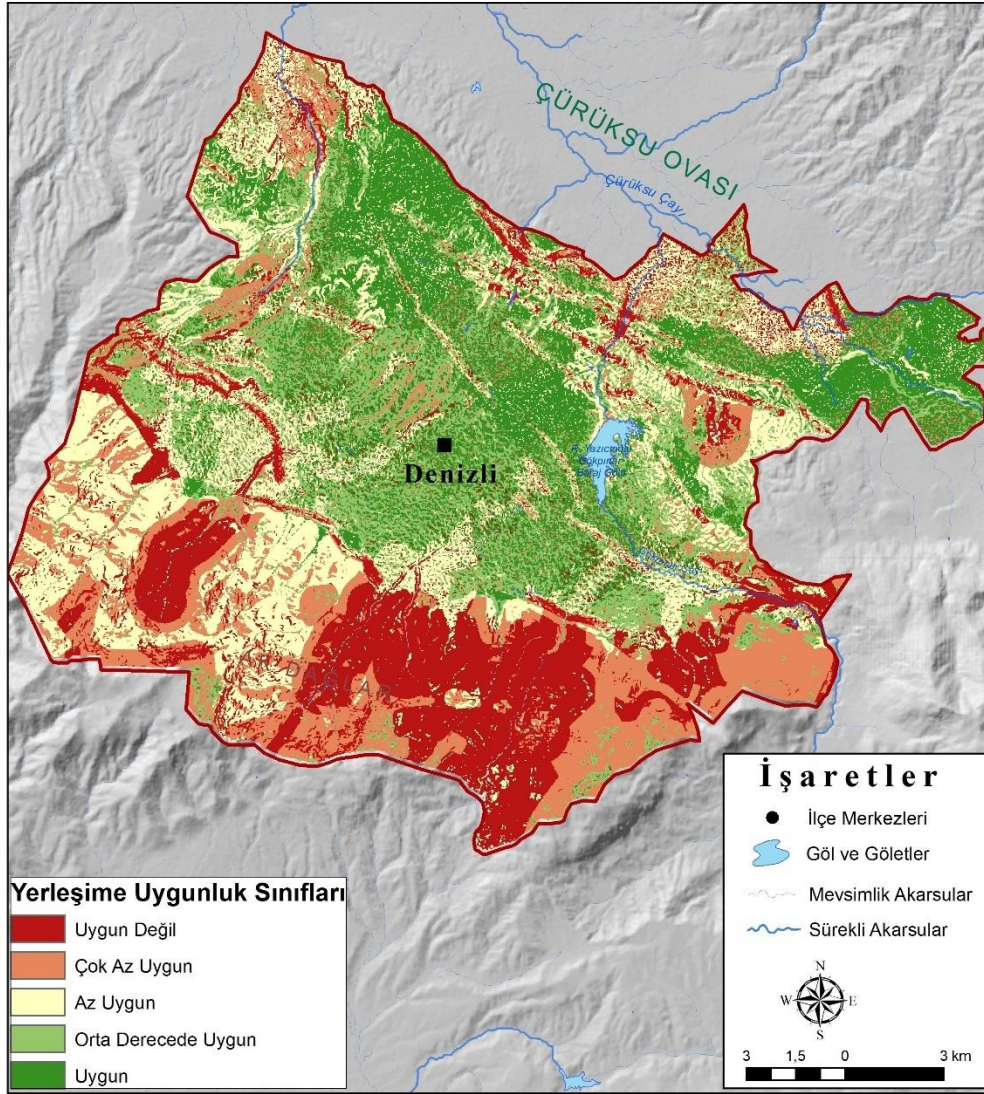 ÇÜRÜKSU OVASI
Çürüksu Çayı
Denizli
DAĞLAR
İşaretler
İlçe Merkezleri
Göl ve Göletler
Mevsimlik Akarsular
Sürekli Akarsular
N
W E
S
3 1,5 0 3 km
Yerleşime Uygunluk Sınıfları
Uygun Değil
Çok Az Uygun
Az Uygun
Orta Derecede Uygun
Uygun